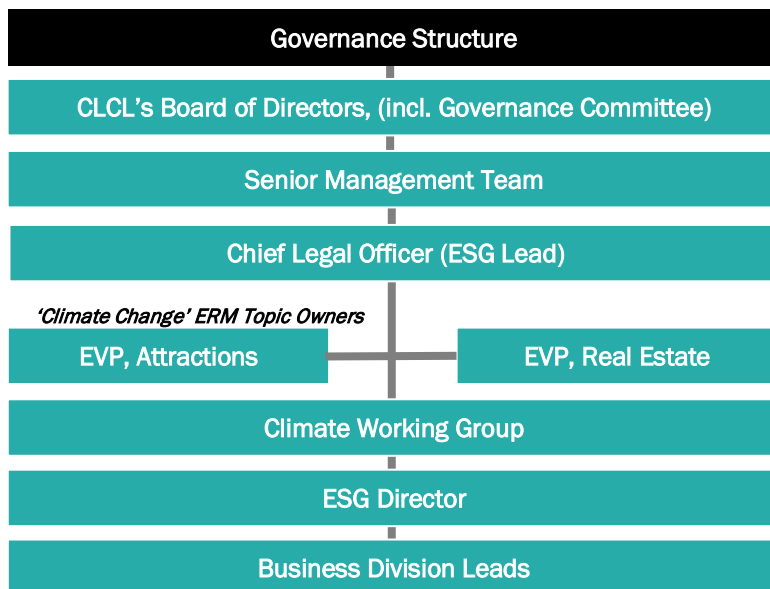 Governance Structure
CLCL’s Board of Directors, (incl. Governance Committee)
Senior Management Team
Chief Legal Officer (ESG Lead)
‘Climate Change’ ERM Topic Owners
EVP, Attractions
EVP, Real Estate
Climate Working Group
ESG Director
Business Division Leads